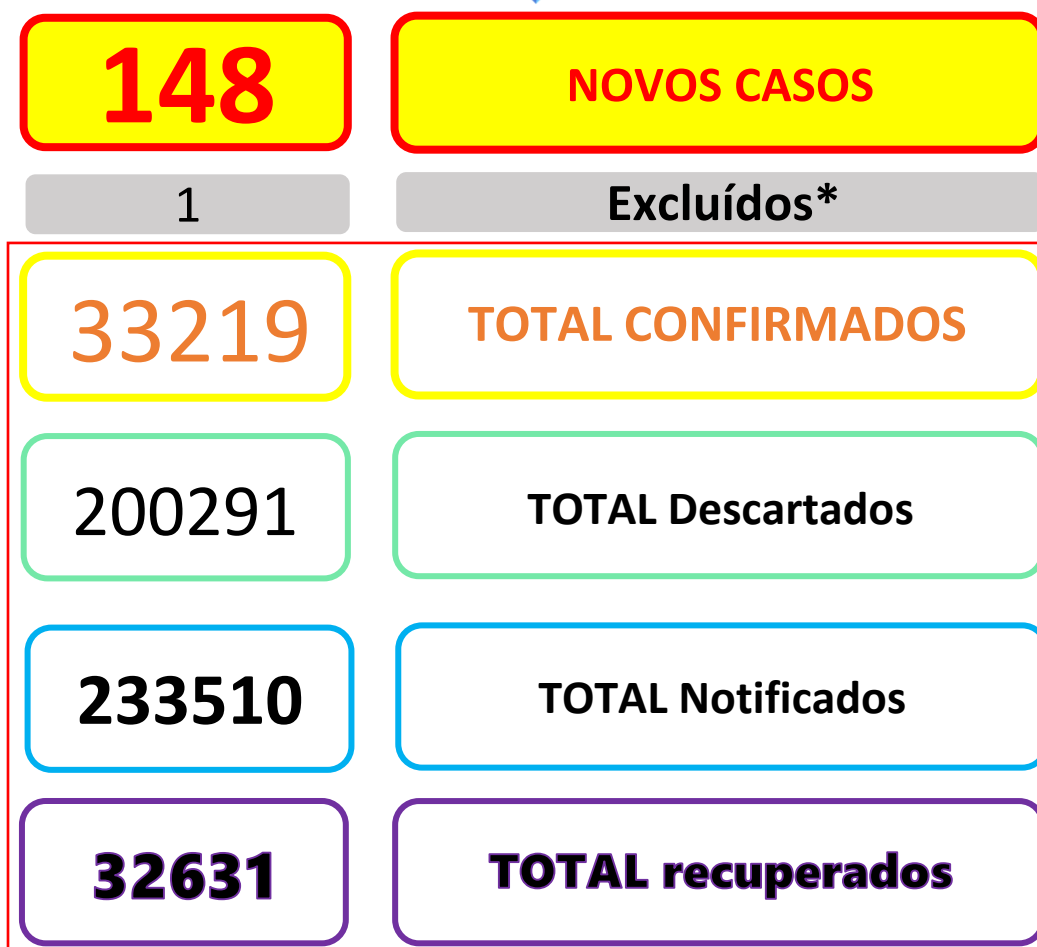 148 NOVOS CASOS
1 Excluídos*
33219 TOTAL CONFIRMADOS
200291 TOTAL Descartados
233510 TOTAL Notificados
32631 TOTAL recuperados